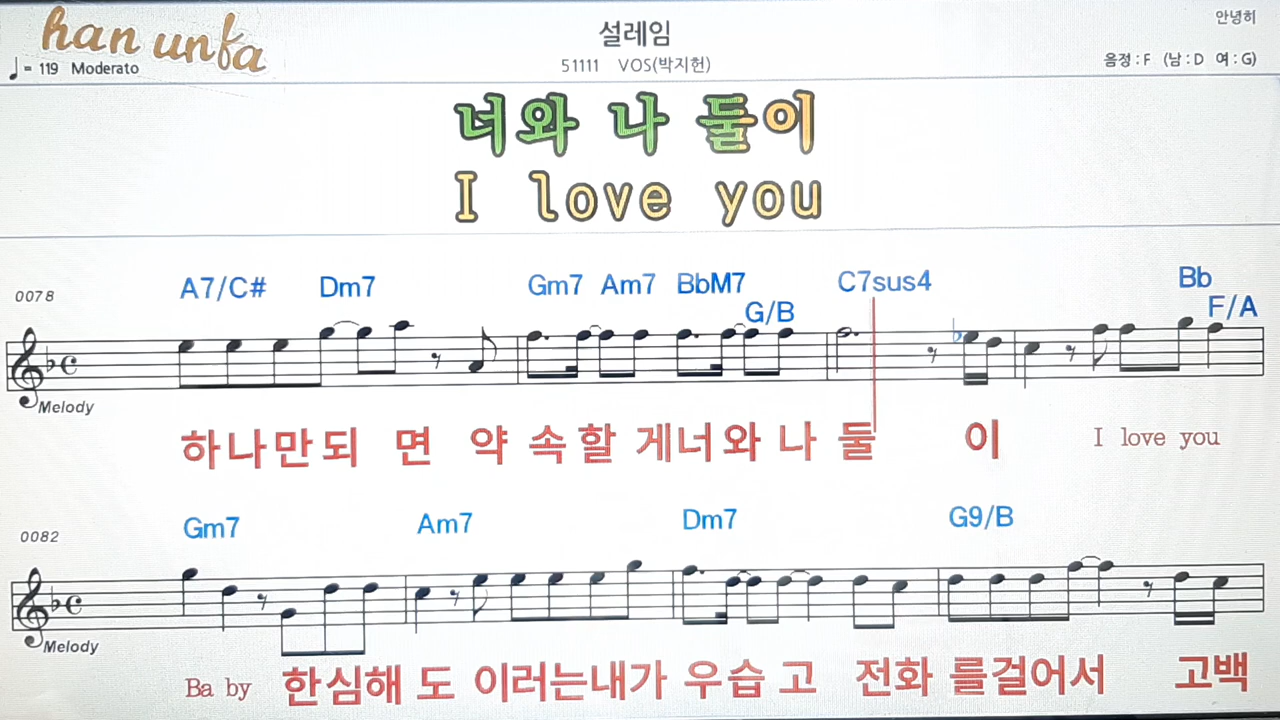 han unfa
설레임
안녕히
♩= 119 Moderato
51111 VOS(박지헌)
음정 : F (남 : D 여 : G)
너와 나 둘이
I love you
0078
A7/C# Dm7 Gm7 Am7 BbM7 G/B C7sus4 Bb F/A
Melody
하나만되 면 약 속할 게너와 나 둘 이 I love you
0082
Gm7 Am7 Dm7 G9/B
Melody
Ba by 한심해 도 이러는내가 우습 고 전화 를걸어서 고백